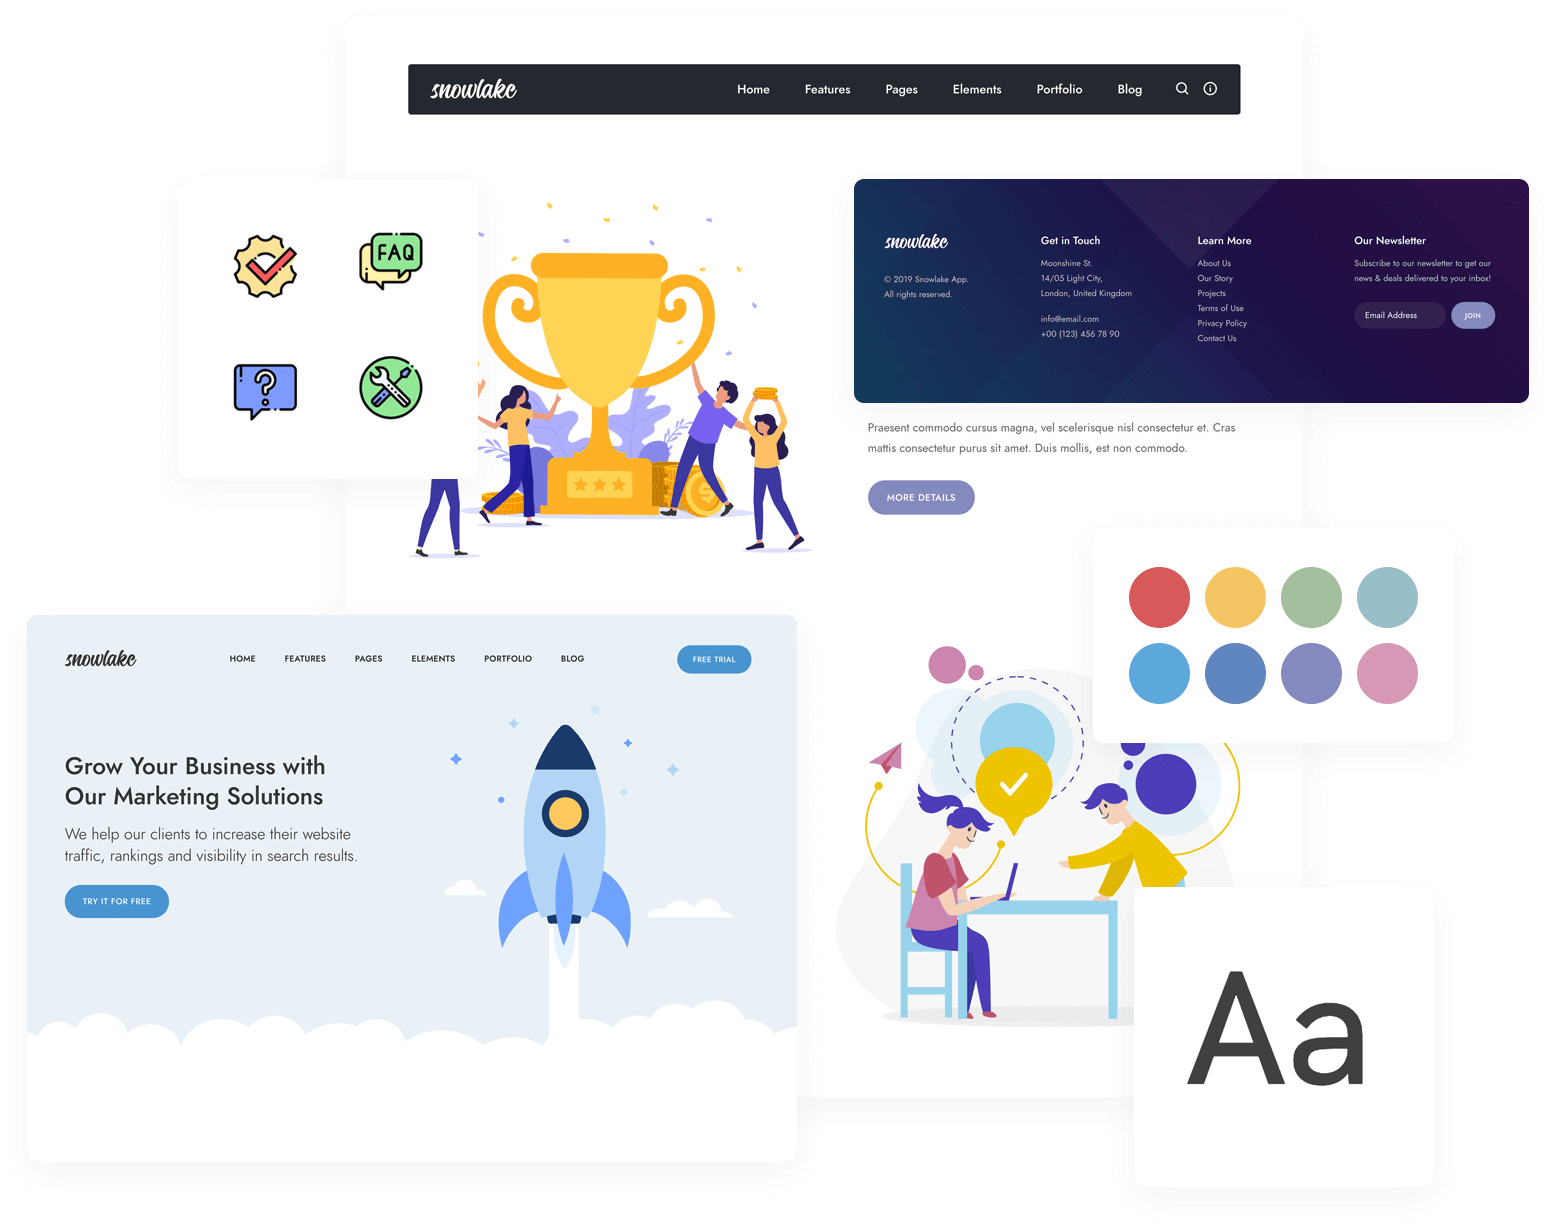 snowlake
Home Features Pages Elements Portfolio Blog
FAQ
?
snowlake
© 2019 Snowlake App.
All rights reserved.
Get in Touch
Moonshine St.
14/05 Light City,
London, United Kingdom
info@email.com
+00 (123) 456 78 90
Learn More
About Us
Our Story
Projects
Terms of Use
Privacy Policy
Contact Us
Our Newsletter
Subscribe to our newsletter to get our
news & deals delivered to your inbox!
Email Address JOIN
Praesent commodo cursus magna, vel scelerisque nisl consectetur et. Cras
mattis consectetur purus sit amet. Duis mollis, est non commodo.
MORE DETAILS
snowlake
HOME FEATURES PAGES ELEMENTS PORTFOLIO BLOG FREE TRIAL
Grow Your Business with
Our Marketing Solutions
We help our clients to increase their website
traffic, rankings and visibility in search results.
TRY IT FOR FREE
Aa